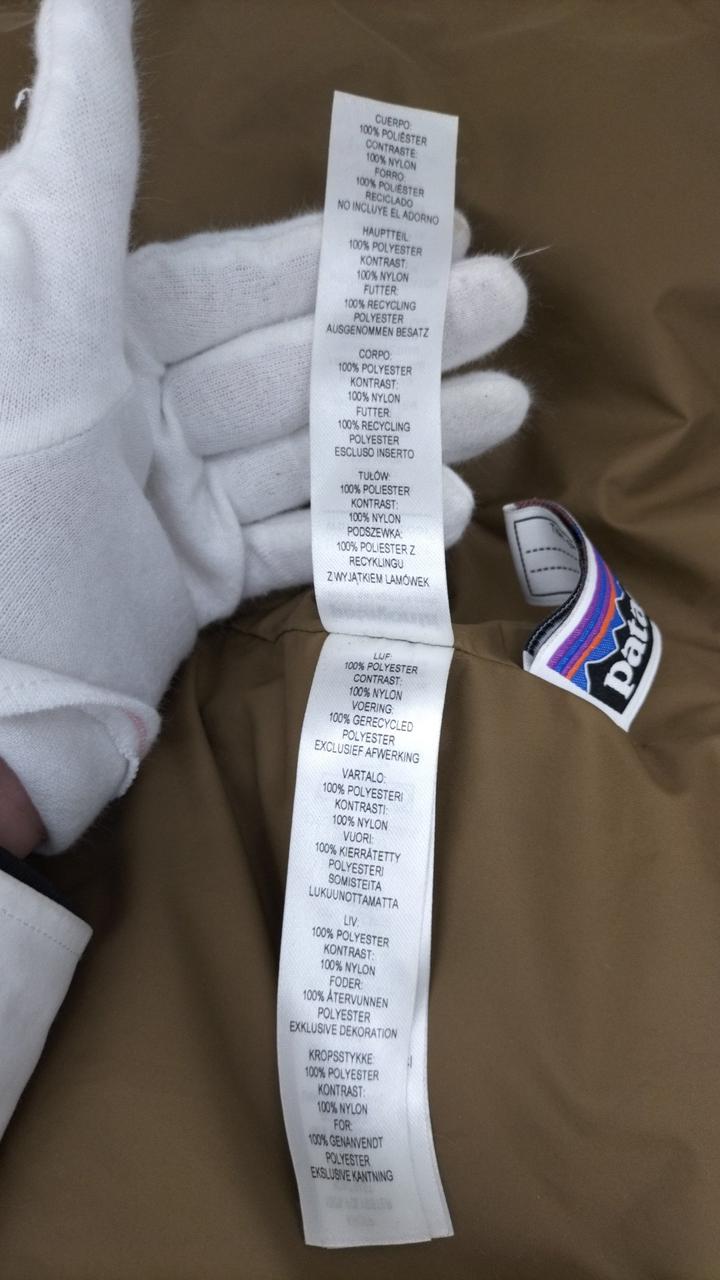 CUERPO:
100% POLIÉSTER
CONTRASTE:
100% NYLON
FORRO
100% POLIÉSTER
RECICLADO
NO INCLUYE EL ADORNO
HAUPTTEIL:
100% POLYESTER
KONTRAST:
100% NYLON
FUTTER:
100% RECYCLING
POLYESTER
AUSGENOMMEN BESATZ
CORPO:
100% POLYESTER
KONTRAST:
100% NYLON
FUTTER:
100% RECYCLING
POLYESTER
ESCLUSO INSERTO
TUŁÓW:
100% POLIESTER
KONTRAST:
100% NYLON
PODSZEWKA:
100% POLIESTER Z
RECYKLINGU
Z WYJĄTKIEM LAMÓWEK
LIJF:
100% POLYESTER
CONTRAST:
100% NYLON
VOERING:
100% GERECYCLED
POLYESTER
EXCLUSIEF AFWERKING
VARTALO:
100% POLYESTERI
KONTRASTI:
100% NYLON
VUORI:
100% KIERRÄTETTY
POLYESTERI
SOMISTEITA
LUKUUNOTTAMATTA
LIV:
100% POLYESTER
KONTRAST:
100% NYLON
FODER:
100% ÅTERVUNNEN
POLYESTER
EXKLUSIVE DEKORATION
KROPSSTYKKE:
100% POLYESTER
KONTRAST:
100% NYLON
FOR:
100% GENANVENDT
POLYESTER
EKSLUSIVE KANTNING
pata